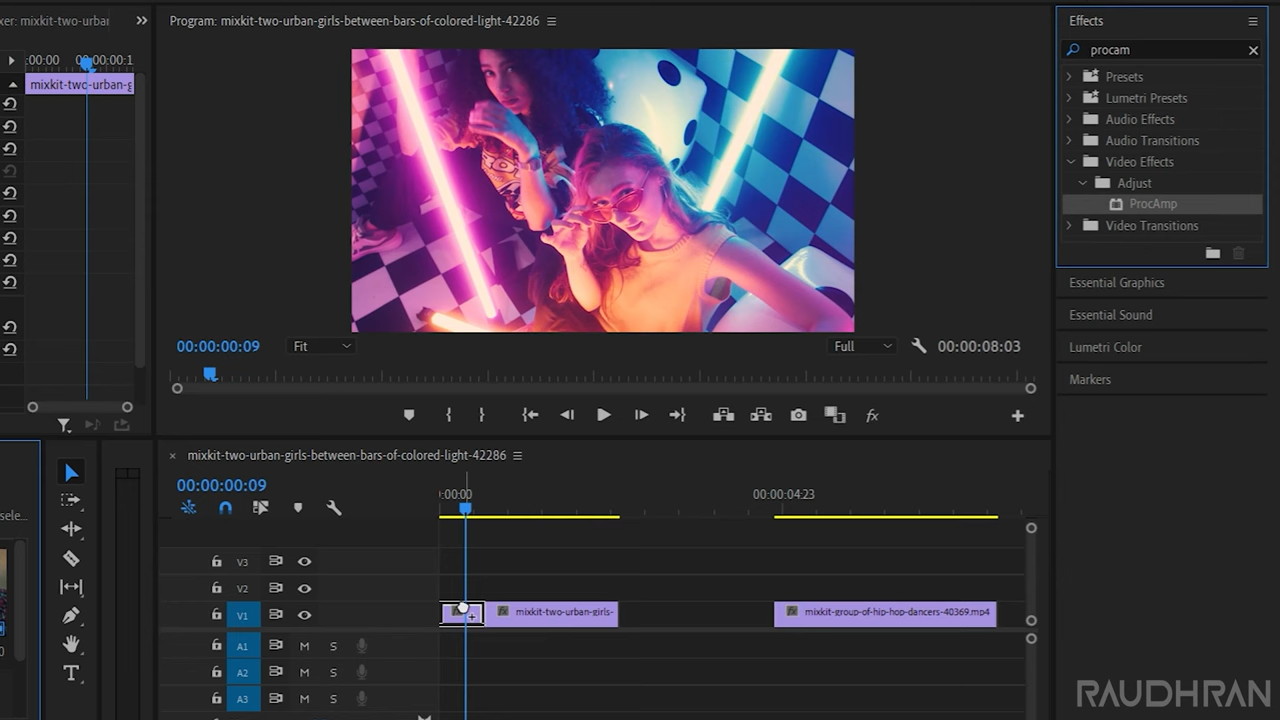 xer: mixkit-two-urbar
:00:00
00:00:00:1
mixkit-two-urban-g
Program: mixkit-two-urban-girls-between-bars-of-colored-light-42286
00:00:00:09
Fit
Full
00:00:08:03
fx
Effects
procam
Presets
Lumetri Presets
Audio Effects
Audio Transitions
Video Effects
Adjust
ProcAmp
Video Transitions
Essential Graphics
Essential Sound
Lumetri Color
Markers
sele...
mixkit-two-urban-girls-between-bars-of-colored-light-42286
00:00:00:09
:00:00
00:00:04:23
V3
V2
V1
mixkit-two-urban-girls-
mixkit-group-of-hip-hop-dancers-40369.mp4
A1 M S
A2 M S
A3 M S
RAUDHRAN